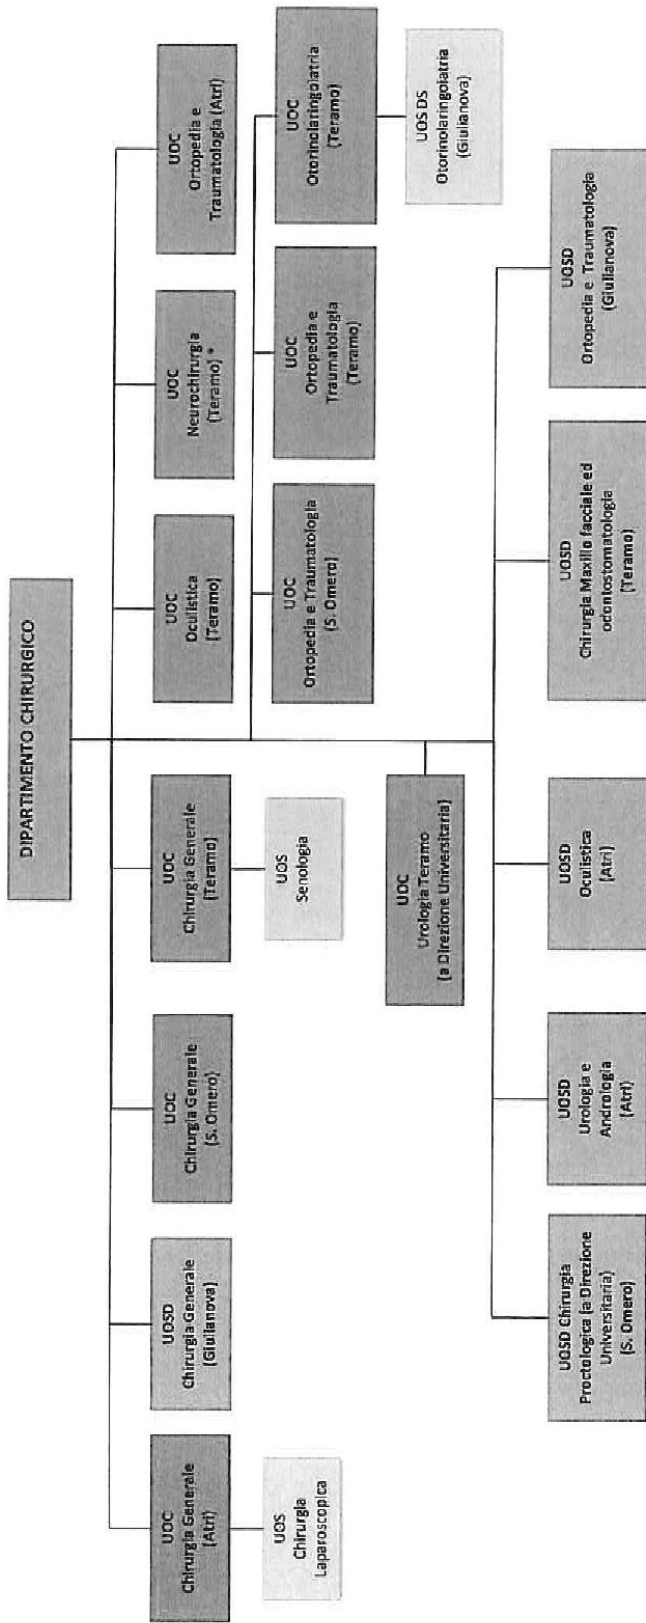 DIPARTIMENTO CHIRURGICO
UOC
Chirurgia Generale
(Atri)
UOSD
Chirurgia Generale
(Giulianova)
UOC
Chirurgia Generale
(S. Omero)
UOC
Chirurgia Generale
(Teramo)
UOC
Oculistica
(Teramo)
UOC
Neurochirurgia
(Teramo) *
UOC
Ortopedia e
Traumatologia (Atri)
UOS
Chirurgia
Laparoscopica
UOS
Senologia
UOC
Ortopedia e Traumatologia
(S. Omero)
UOC
Ortopedia e
Traumatologia
(Teramo)
UOC
Otorinolaringoiatria
(Teramo)
UOS DS
Otorinolaringoiatria
(Giulianova)
UOC
Urologia Teramo
(a Direzione Universitaria)
UOSD Chirurgia
Proctologica (a Direzione
Universitaria)
(S. Omero)
UOSD
Urologia e
Andrologia
(Atri)
UOSD
Oculistica
(Atri)
UOSD
Chirurgia Maxillo facciale ed
odontostomatologia
(Teramo)
UOSD
Ortopedia e Traumatologia
(Giulianova)